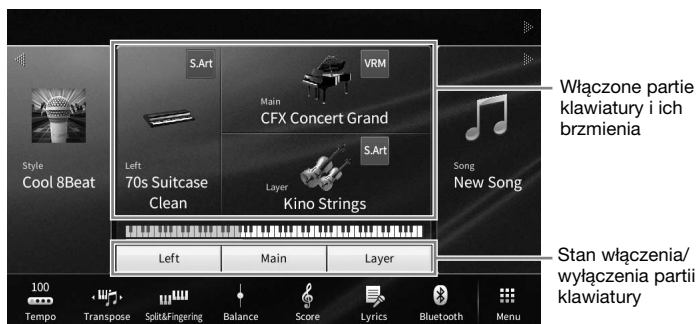 S.Art
VRM
Main
CFX Concert Grand
Style
Cool 8Beat
Left
70s Suitcase
Clean
S.Art
Layer
Kino Strings
Song
New Song
Left
Main
Layer
100
Tempo
Transpose
Split&Fingering
Balance
Score
Lyrics
Bluetooth
Menu
Włączone partie
klawiatury i ich
brzmienia
Stan włączenia/
wyłączenia partii
klawiatury